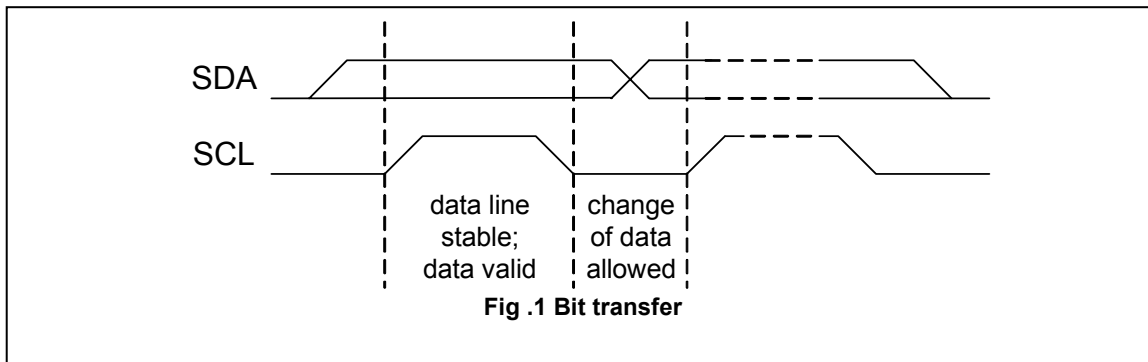 SDA
SCL
data line
stable;
data valid
change
of data
allowed
Fig .1 Bit transfer